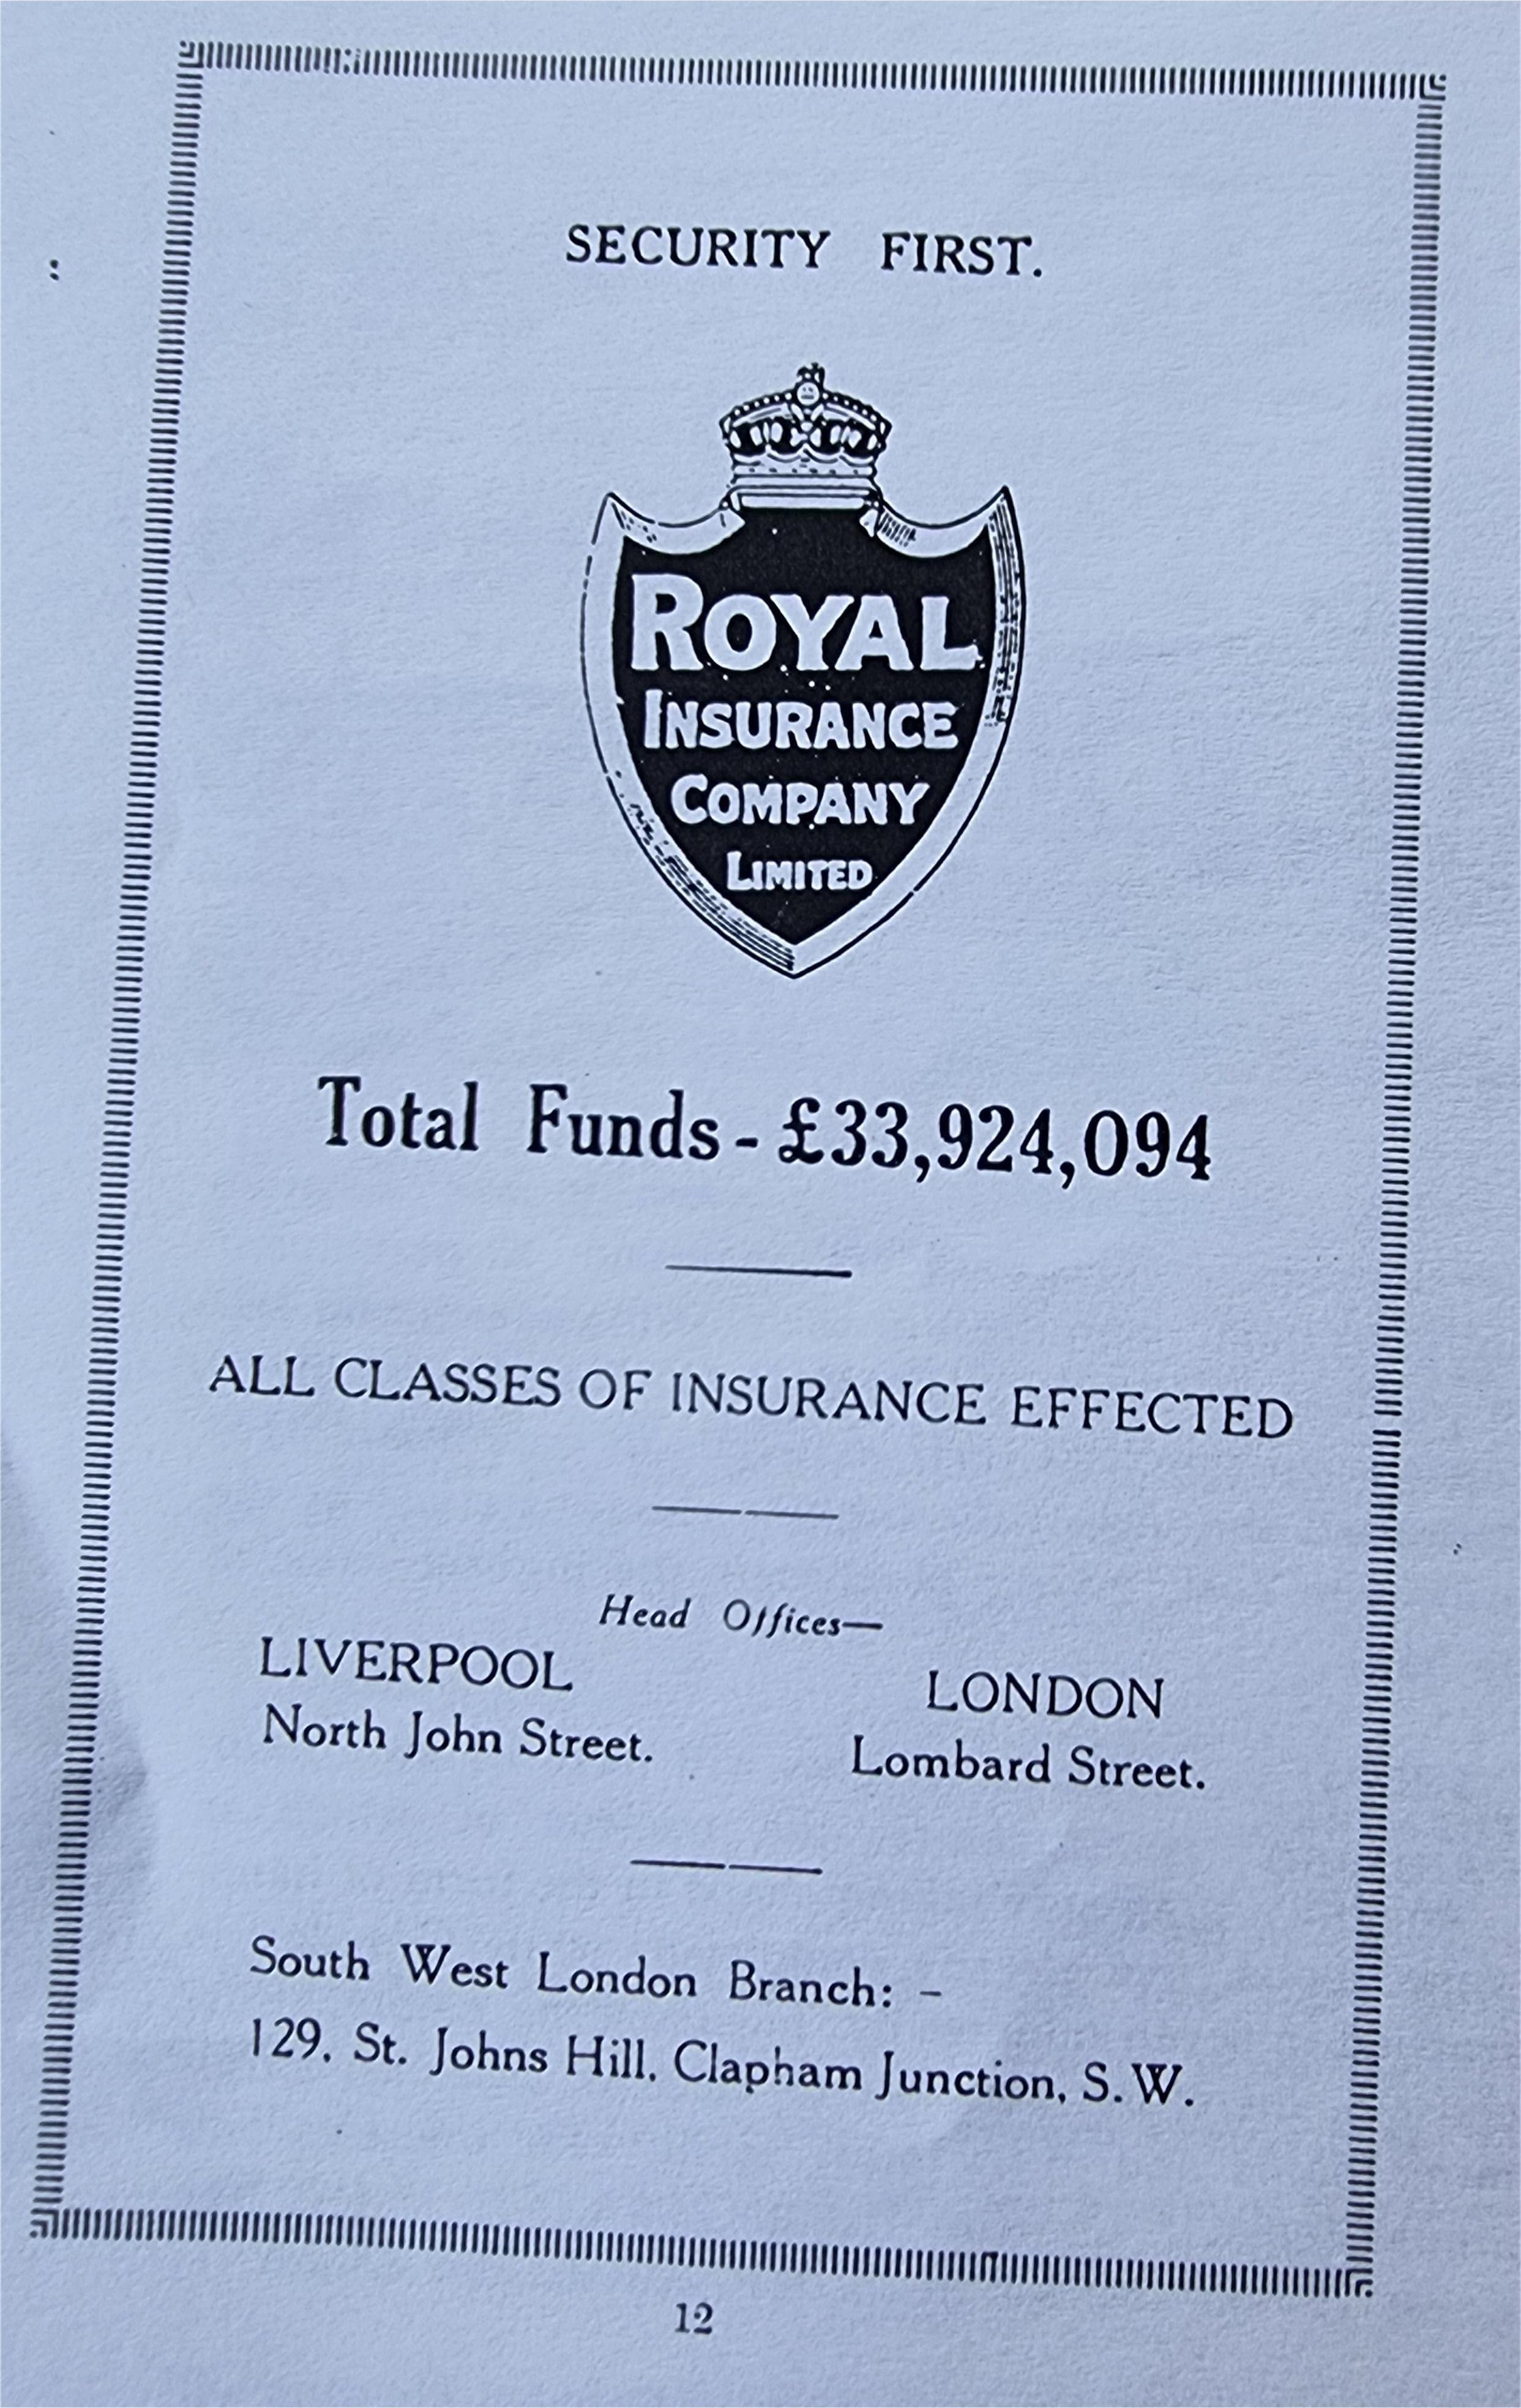 SECURITY FIRST.
ROYAL
INSURANCE
COMPANY
LIMITED
Total Funds - £33,924,094
ALL CLASSES OF INSURANCE EFFECTED
Head Offices—
LIVERPOOL
North John Street.
LONDON
Lombard Street.
South West London Branch: -
129, St. Johns Hill, Clapham Junction, S. W.
12